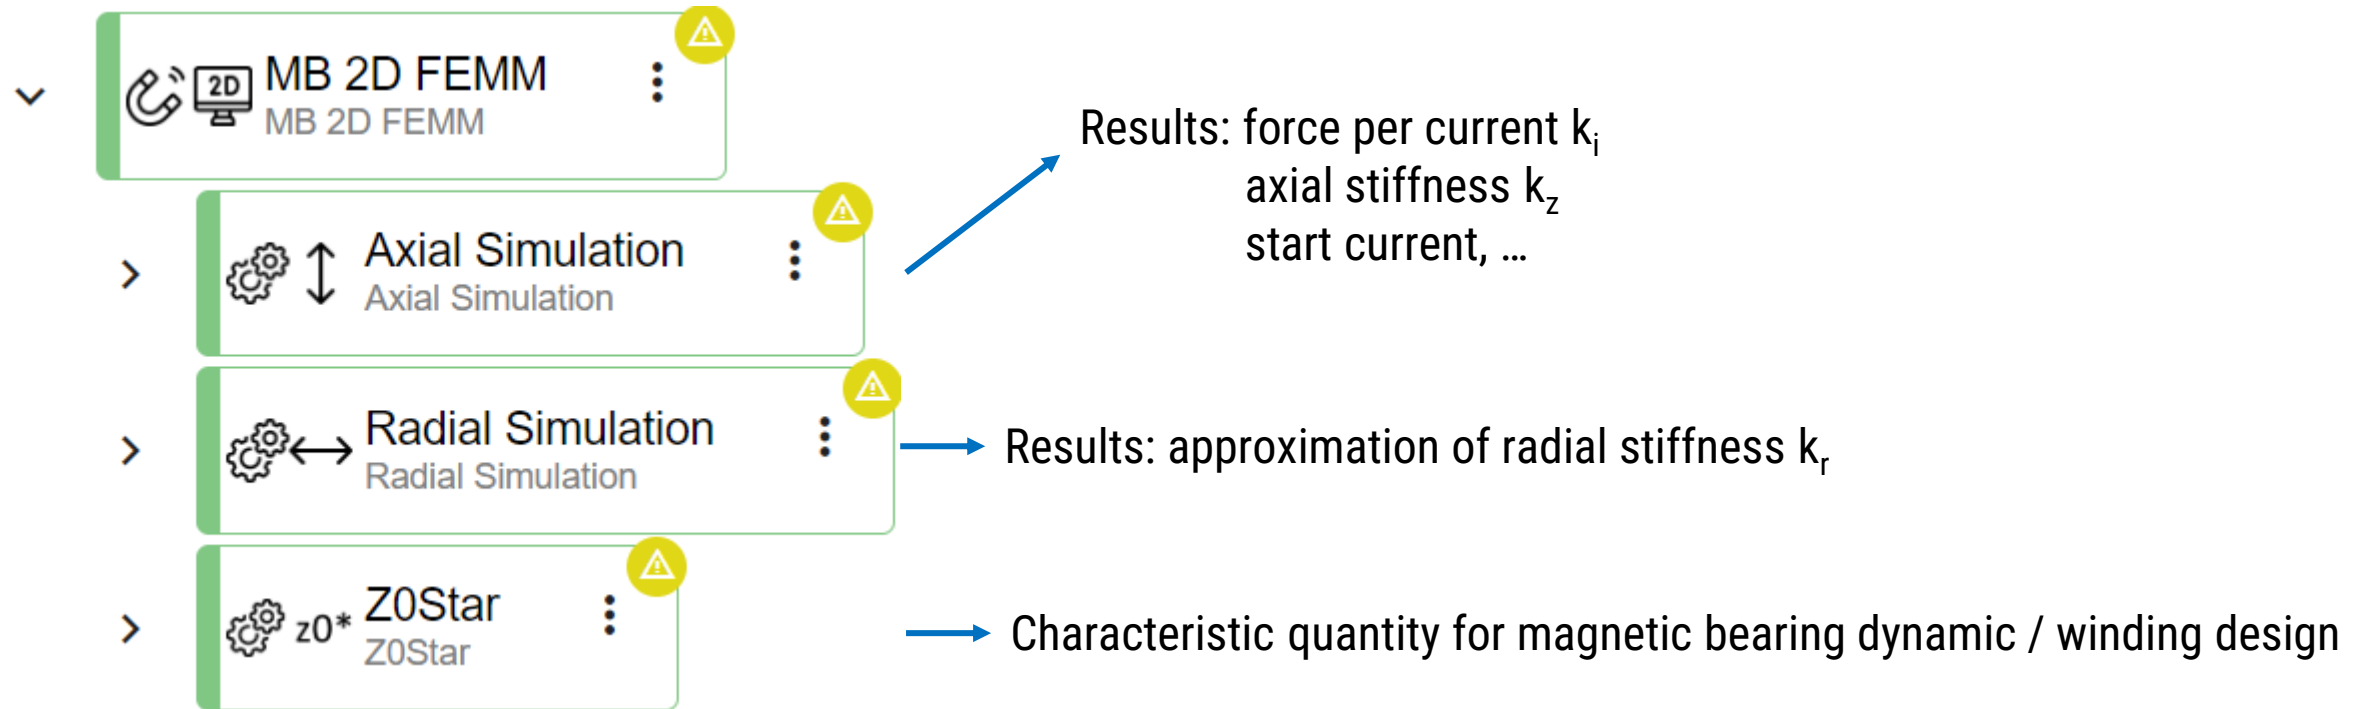 2D MB 2D FEMM
MB 2D FEMM
Results: force per current kᵢ
axial stiffness k_z
start current, ...
Axial Simulation
Axial Simulation
Radial Simulation
Radial Simulation
Results: approximation of radial stiffness kᵣ
z0* Z0Star
Z0Star
Characteristic quantity for magnetic bearing dynamic / winding design